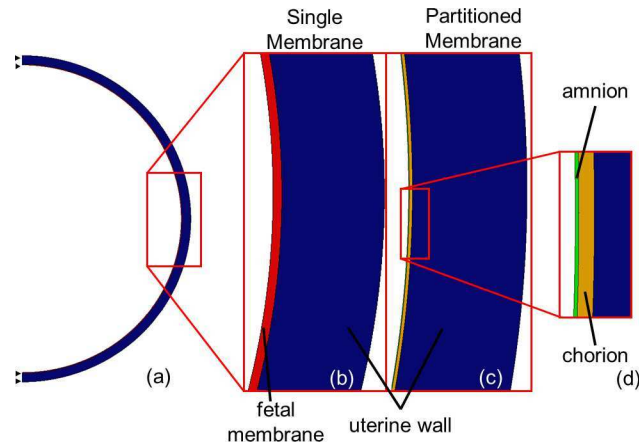 Single
Membrane
Partitioned
Membrane
amnion
(a)
(b)
(c)
chorion
(d)
fetal
membrane
uterine wall